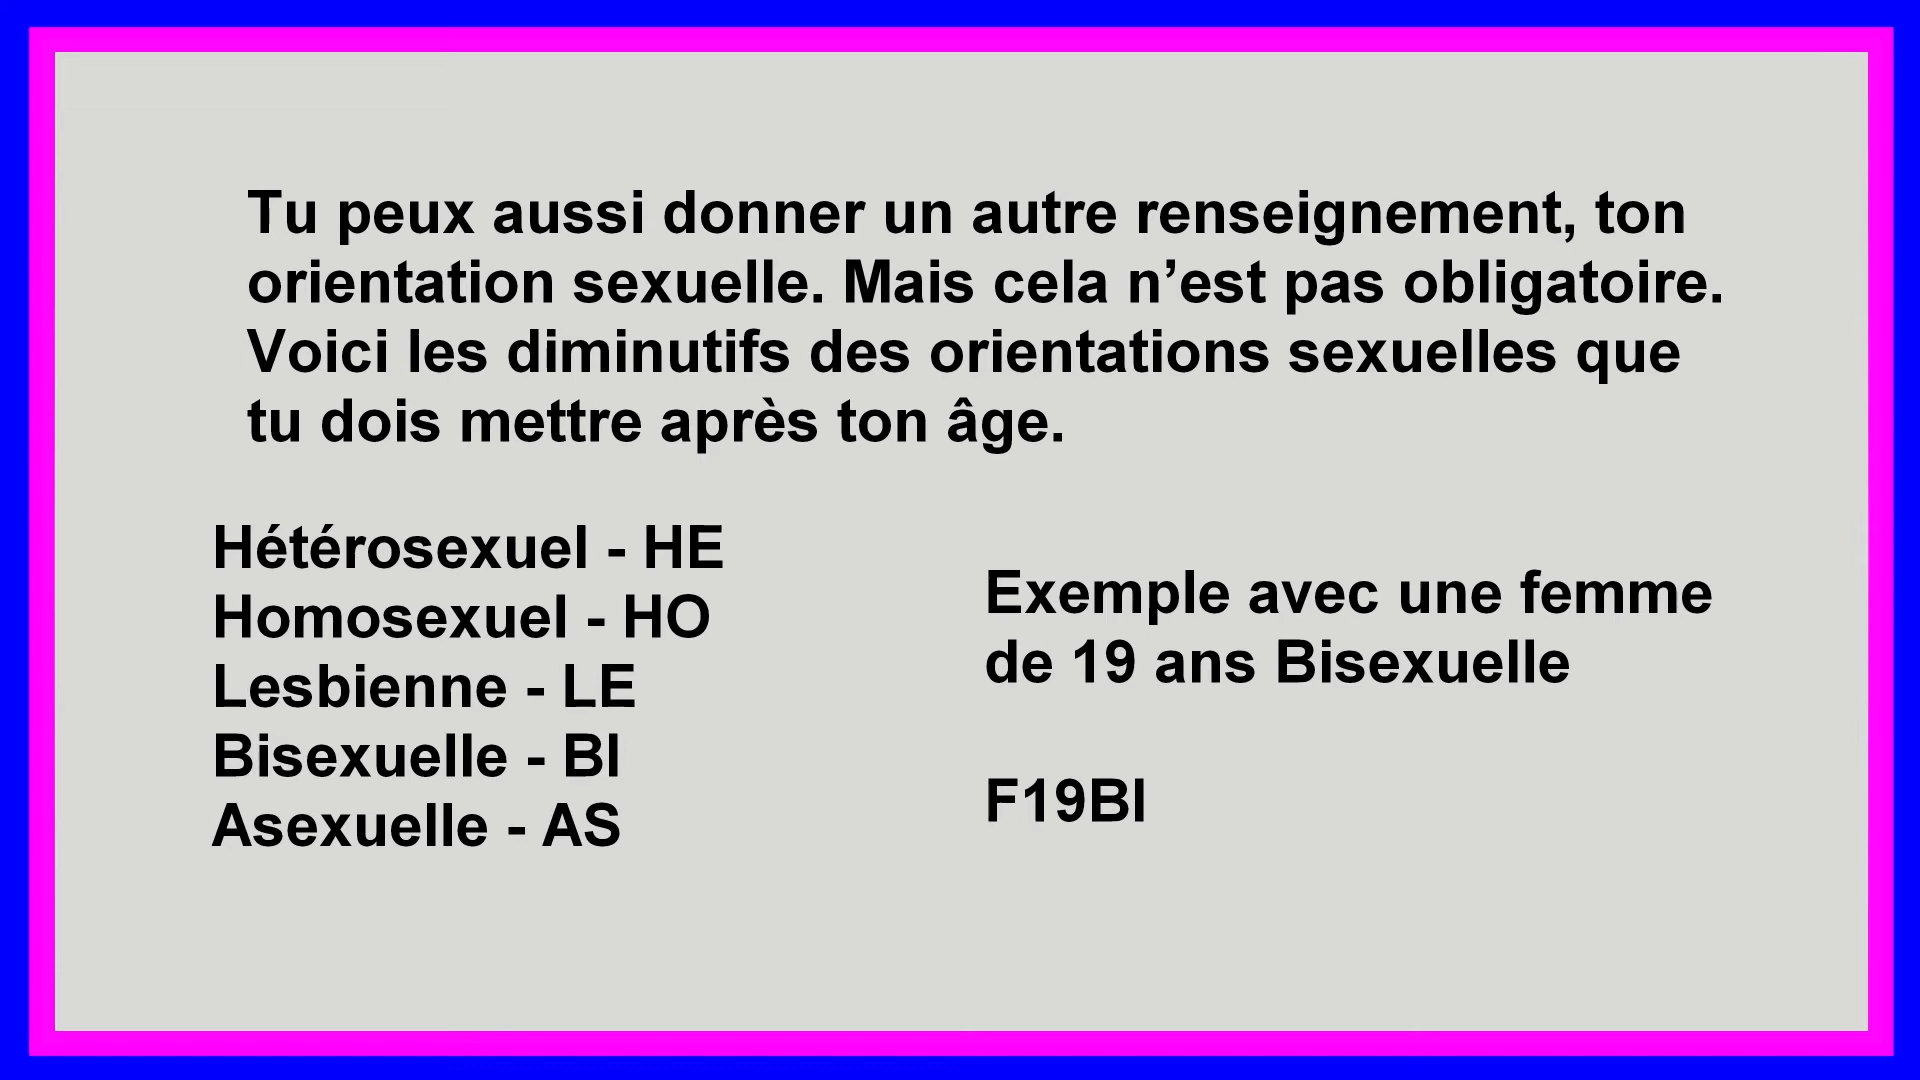 Tu peux aussi donner un autre renseignement, ton
orientation sexuelle. Mais cela n’est pas obligatoire.
Voici les diminutifs des orientations sexuelles que
tu dois mettre après ton âge.
Hétérosexuel - HE
Homosexuel - HO
Lesbienne - LE
Bisexuelle - BI
Asexuelle - AS
Exemple avec une femme
de 19 ans Bisexuelle
F19BI